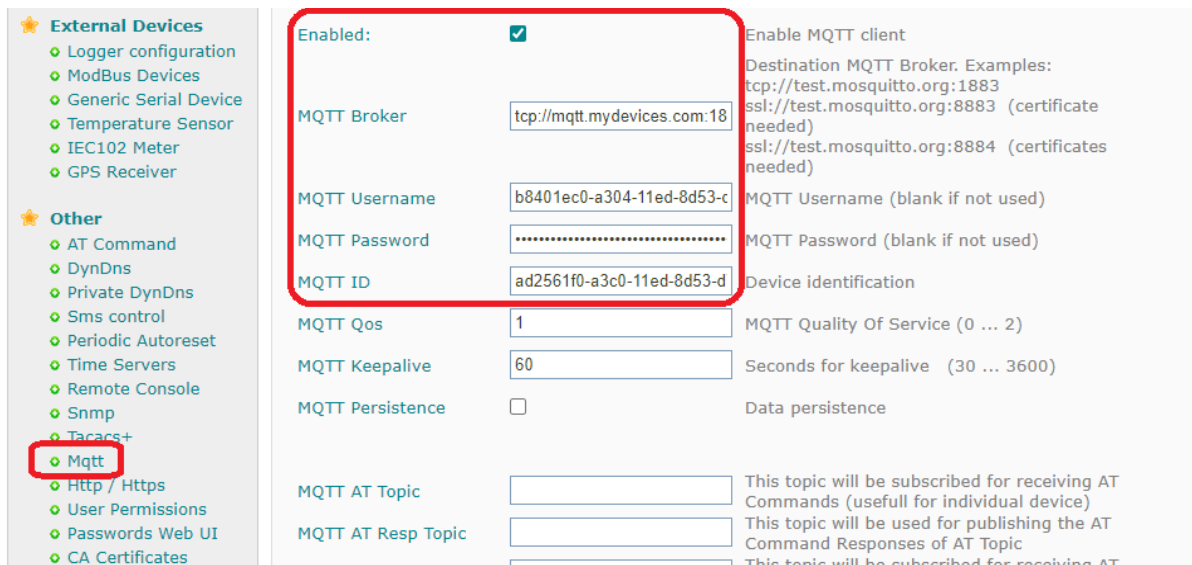 External Devices
Logger configuration
ModBus Devices
Generic Serial Device
Temperature Sensor
IEC102 Meter
GPS Receiver
Other
AT Command
DynDns
Private DynDns
Sms control
Periodic Autoreset
Time Servers
Remote Console
Snmp
Tacacs+
Mqtt
Http / Https
User Permissions
Passwords Web UI
CA Certificates
Enabled:
Enable MQTT client
MQTT Broker
tcp://mqtt.mydevices.com:18
Destination MQTT Broker. Examples:
tcp://test.mosquitto.org:1883
ssl://test.mosquitto.org:8883 (certificate
needed)
ssl://test.mosquitto.org:8884 (certificates
needed)
MQTT Username
b8401ec0-a304-11ed-8d53-
MQTT Username (blank if not used)
MQTT Password
MQTT Password (blank if not used)
MQTT ID
ad2561f0-a3c0-11ed-8d53-d
Device identification
MQTT Qos
1
MQTT Quality Of Service (0 ... 2)
MQTT Keepalive
60
Seconds for keepalive (30 ... 3600)
MQTT Persistence
Data persistence
MQTT AT Topic
This topic will be subscribed for receiving AT
Commands (usefull for individual device)
MQTT AT Resp Topic
This topic will be used for publishing the AT
Command Responses of AT Topic
This topic will be subscribed for receiving AT